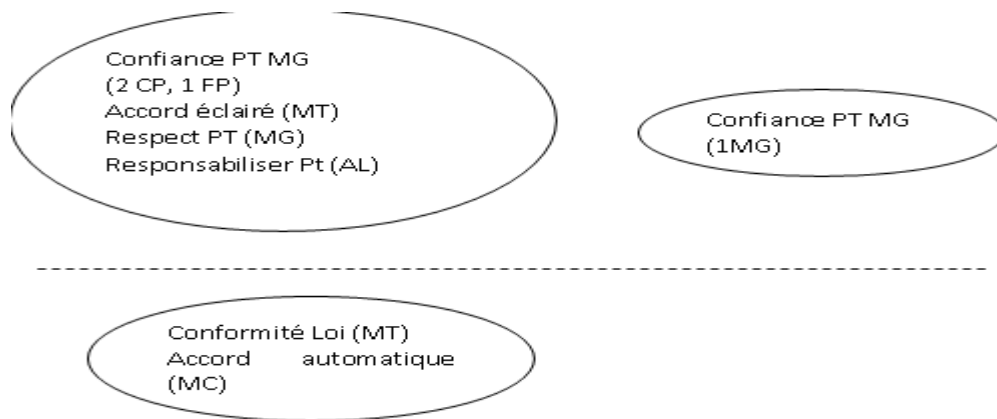 Confiance PT MG
(2 CP, 1 FP)
Accord éclairé (MT)
Respect PT (MG)
Responsabiliser Pt (AL)
Confiance PT MG
(1MG)
Conformité Loi (MT)
Accord automatique
(MC)